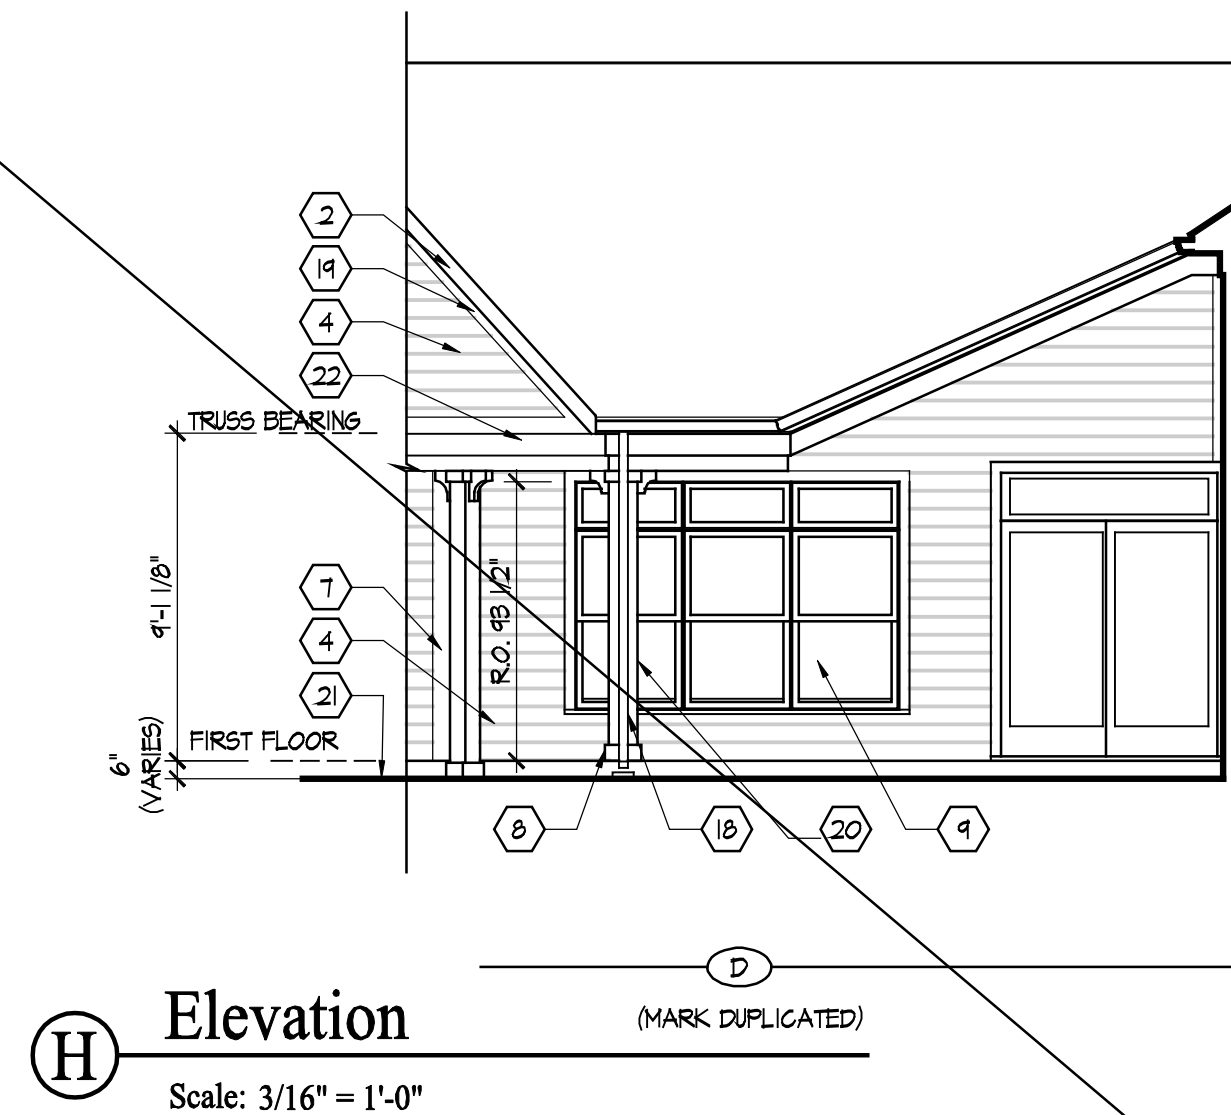 2
19
4
22
TRUSS BEARING
9'-1 1/8"
R.O. 93 1/2"
7
4
21
FIRST FLOOR
6"
(VARIES)
8
18
20
9
D
(MARK DUPLICATED)
H
Elevation
Scale: 3/16" = 1'-0"